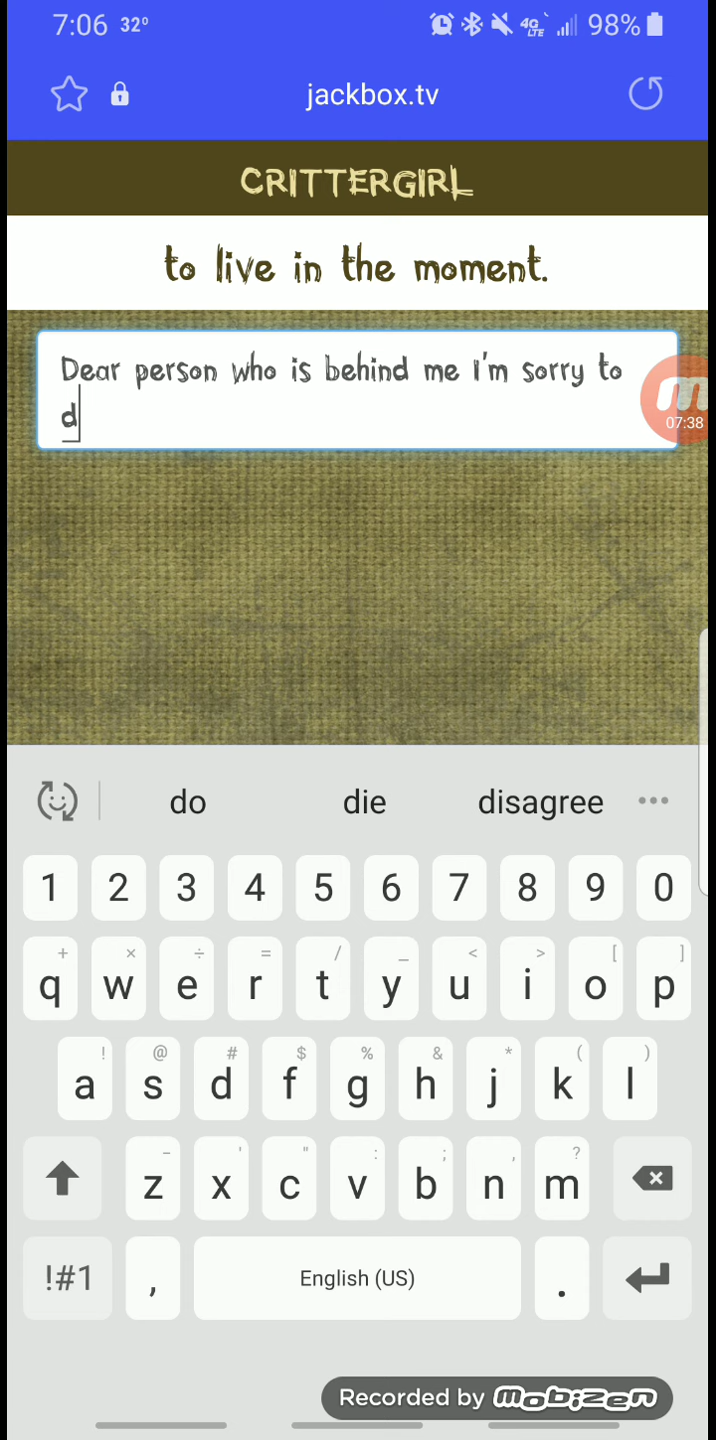 7:06 32° 4G LTE 98%
jackbox.tv
CRITTERGIRL
to live in the moment.
Dear person who is behind me I'm sorry to
d
07:38
do die disagree
1 2 3 4 5 6 7 8 9 0
+ × ÷ = / _ < > [ ]
q w e r t y u i o p
! @ # $ % & * ( )
a s d f g h j k l
- ' " : ; , ?
z x c v b n m
!#1 , English (US) .
Recorded by mobizen